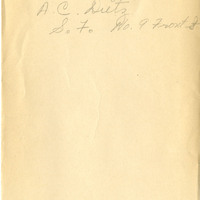 A. C. Dietz
S. F. No. 9 Front St